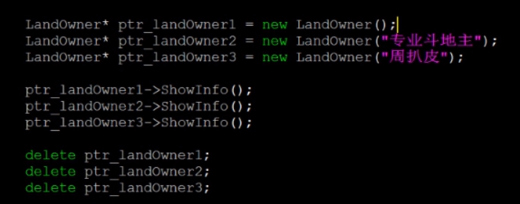 LandOwner* ptr_landOwner1 = new LandOwner();
LandOwner* ptr_landOwner2 = new LandOwner("专业斗地主");
LandOwner* ptr_landOwner3 = new LandOwner("周扒皮");
ptr_landOwner1->ShowInfo();
ptr_landOwner2->ShowInfo();
ptr_landOwner3->ShowInfo();
delete ptr_landOwner1;
delete ptr_landOwner2;
delete ptr_landOwner3;